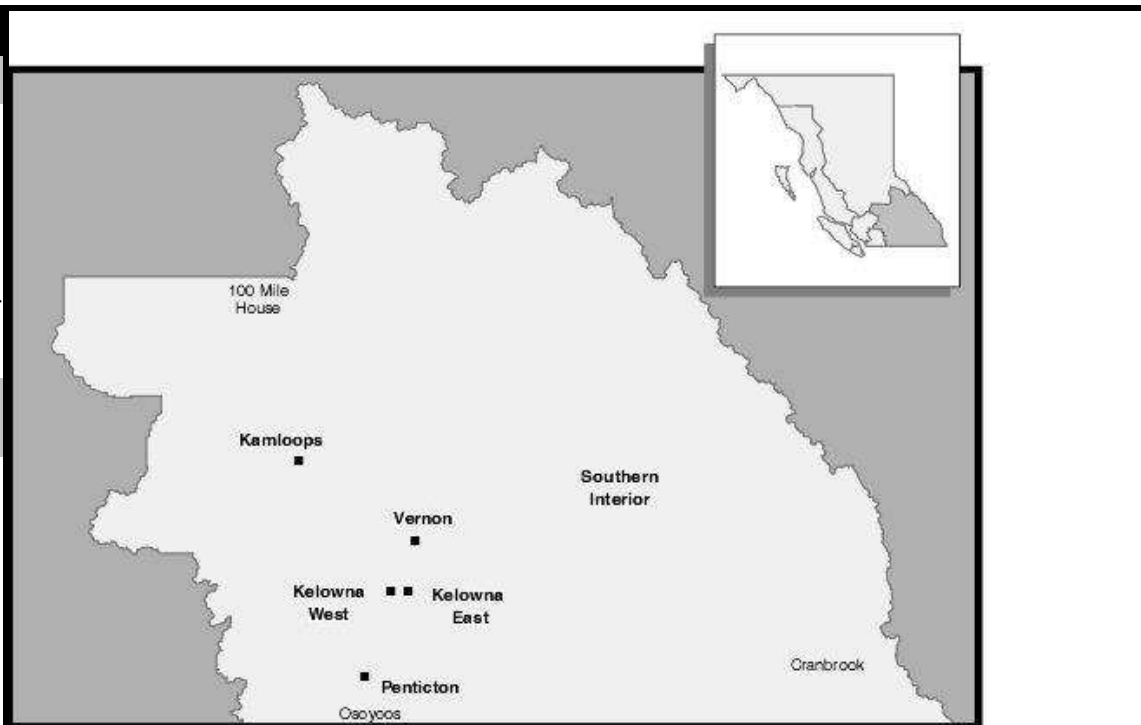 100 Mile
House
Kamloops
Southern
Interior
Vernon
Kelowna
West
Kelowna
East
Cranbrook
Penticton
Osoyoos